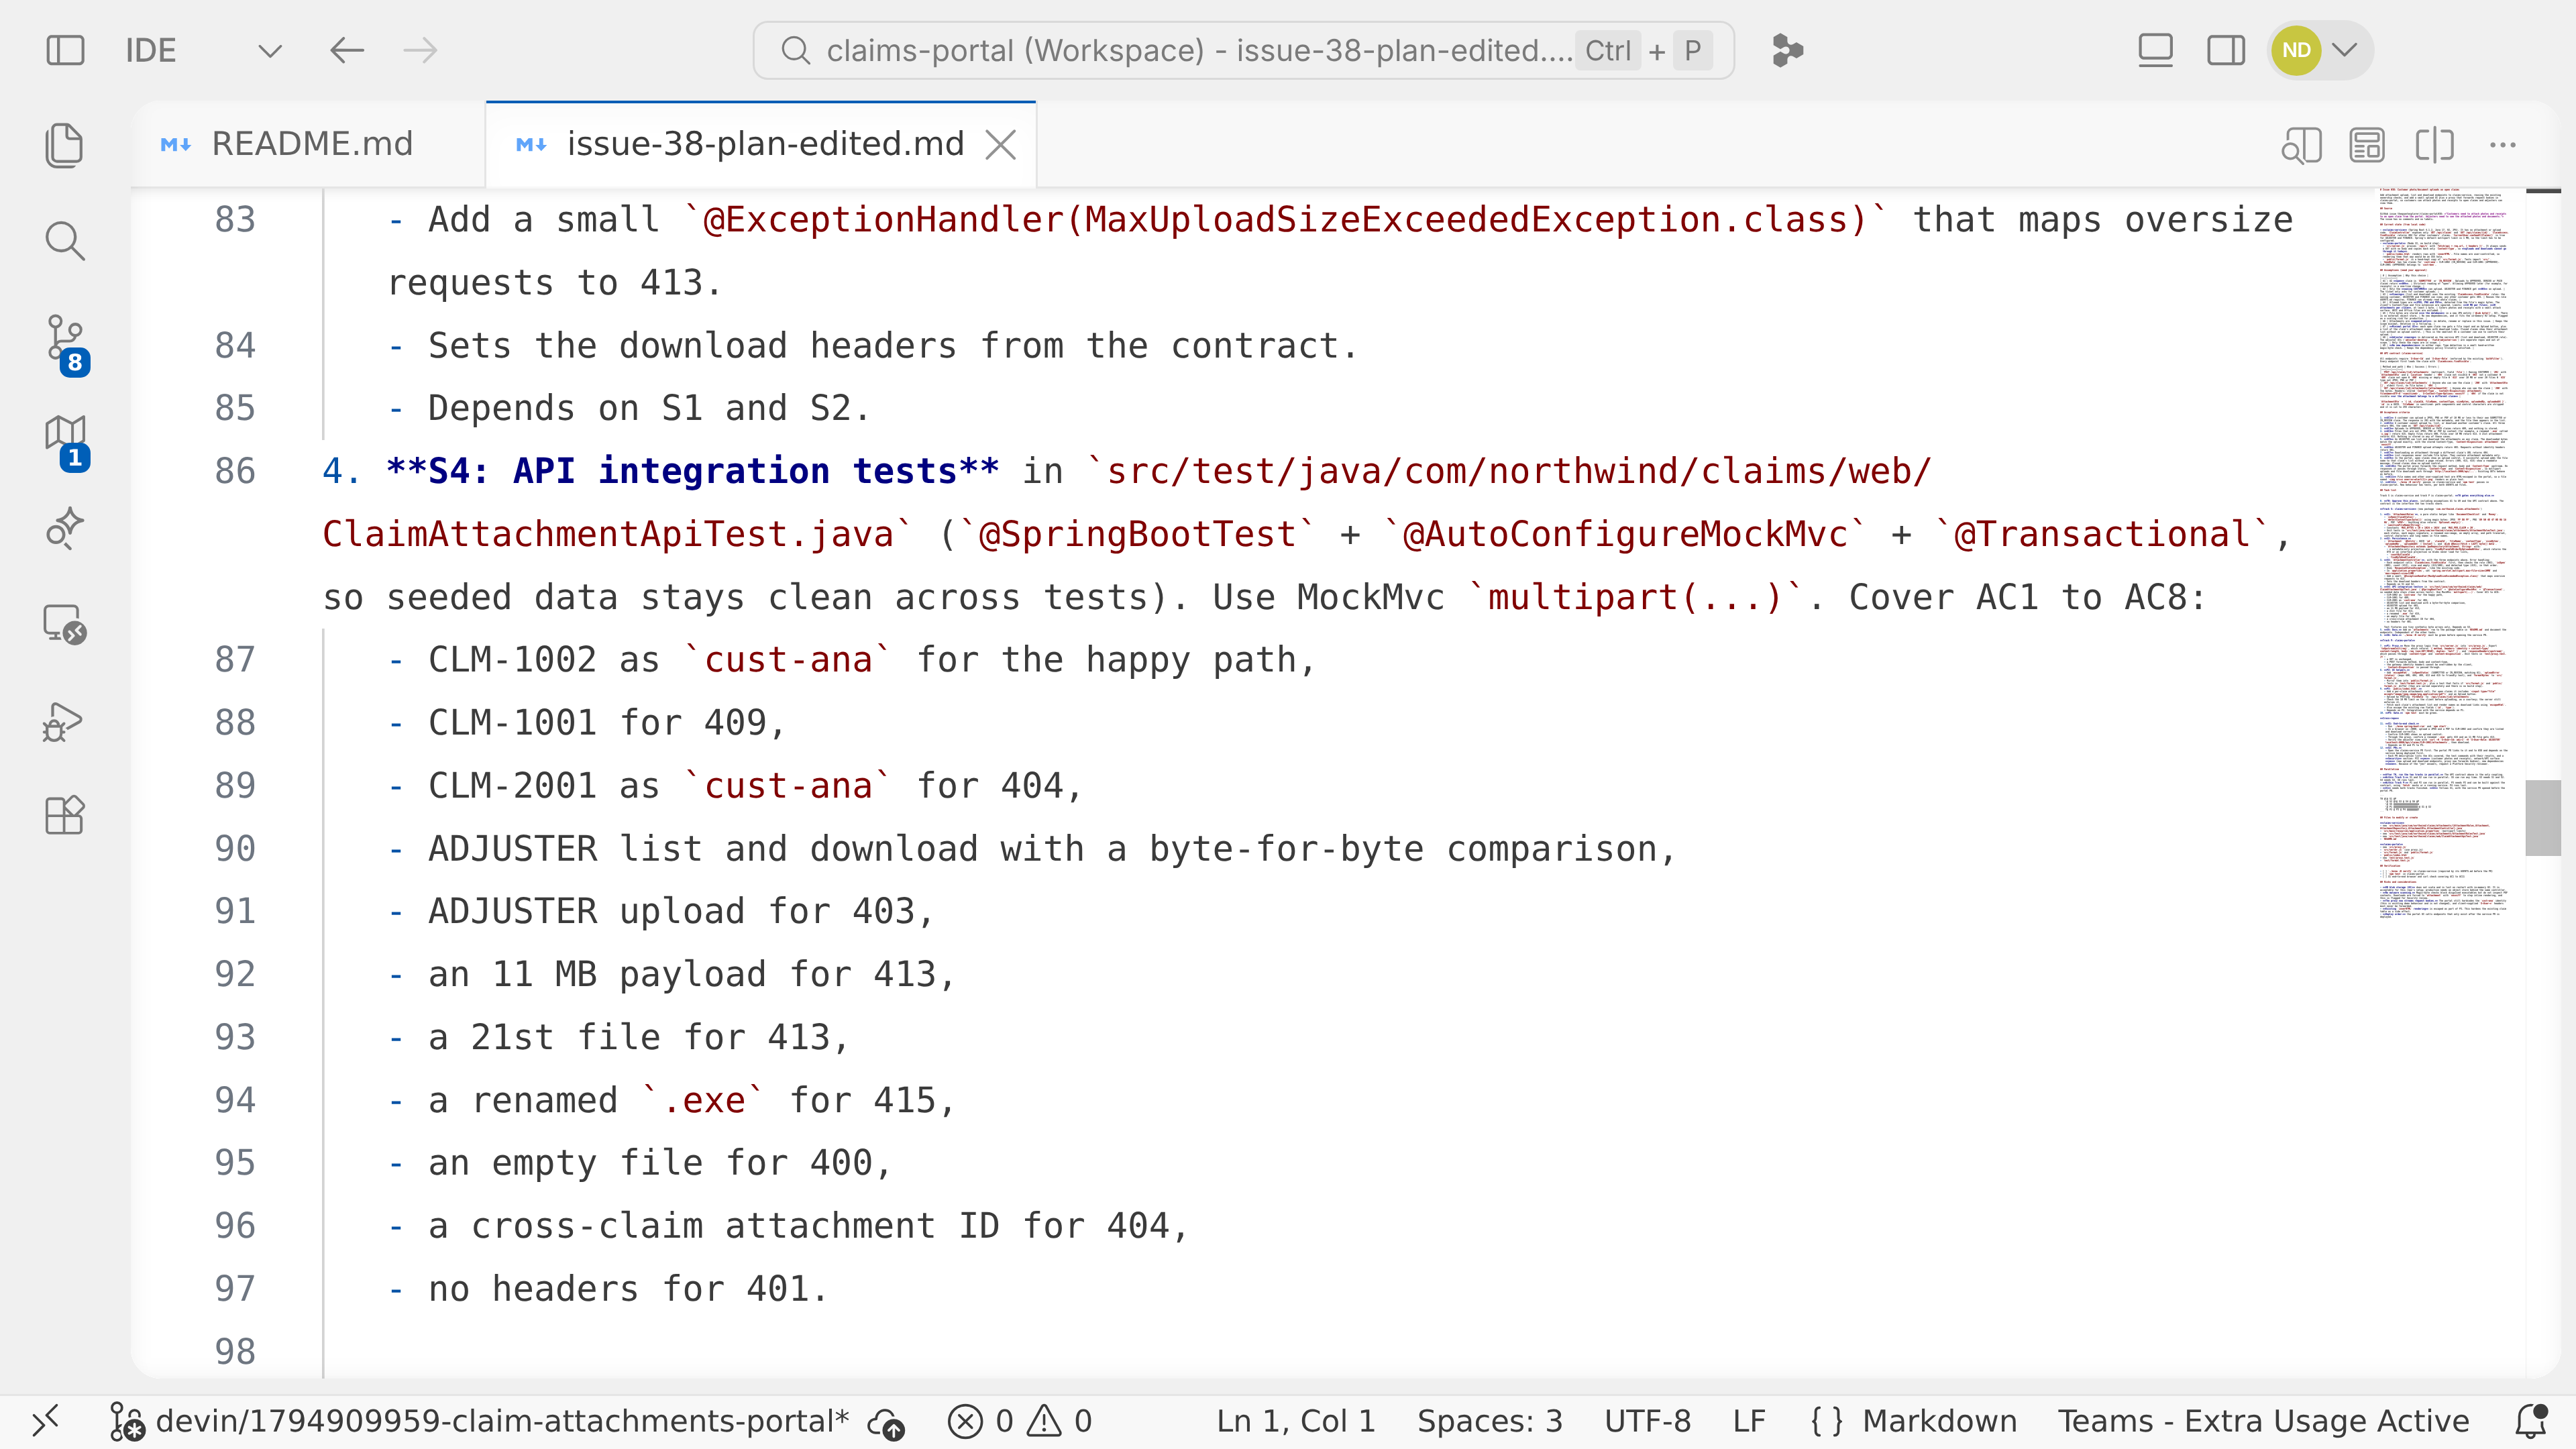 IDE
claims-portal (Workspace) - issue-38-plan-edited.... Ctrl + P
ND
README.md
issue-38-plan-edited.md
83 - Add a small `@ExceptionHandler(MaxUploadSizeExceededException.class)` that maps oversize
requests to 413.
84 - Sets the download headers from the contract.
85 - Depends on S1 and S2.
86 4. **S4: API integration tests** in `src/test/java/com/northwind/claims/web/
ClaimAttachmentApiTest.java` (`@SpringBootTest` + `@AutoConfigureMockMvc` + `@Transactional`,
so seeded data stays clean across tests). Use MockMvc `multipart(...)`. Cover AC1 to AC8:
87 - CLM-1002 as `cust-ana` for the happy path,
88 - CLM-1001 for 409,
89 - CLM-2001 as `cust-ana` for 404,
90 - ADJUSTER list and download with a byte-for-byte comparison,
91 - ADJUSTER upload for 403,
92 - an 11 MB payload for 413,
93 - a 21st file for 413,
94 - a renamed `.exe` for 415,
95 - an empty file for 400,
96 - a cross-claim attachment ID for 404,
97 - no headers for 401.
98
8
1
devin/1794909959-claim-attachments-portal* 0 0 Ln 1, Col 1 Spaces: 3 UTF-8 LF { } Markdown Teams - Extra Usage Active